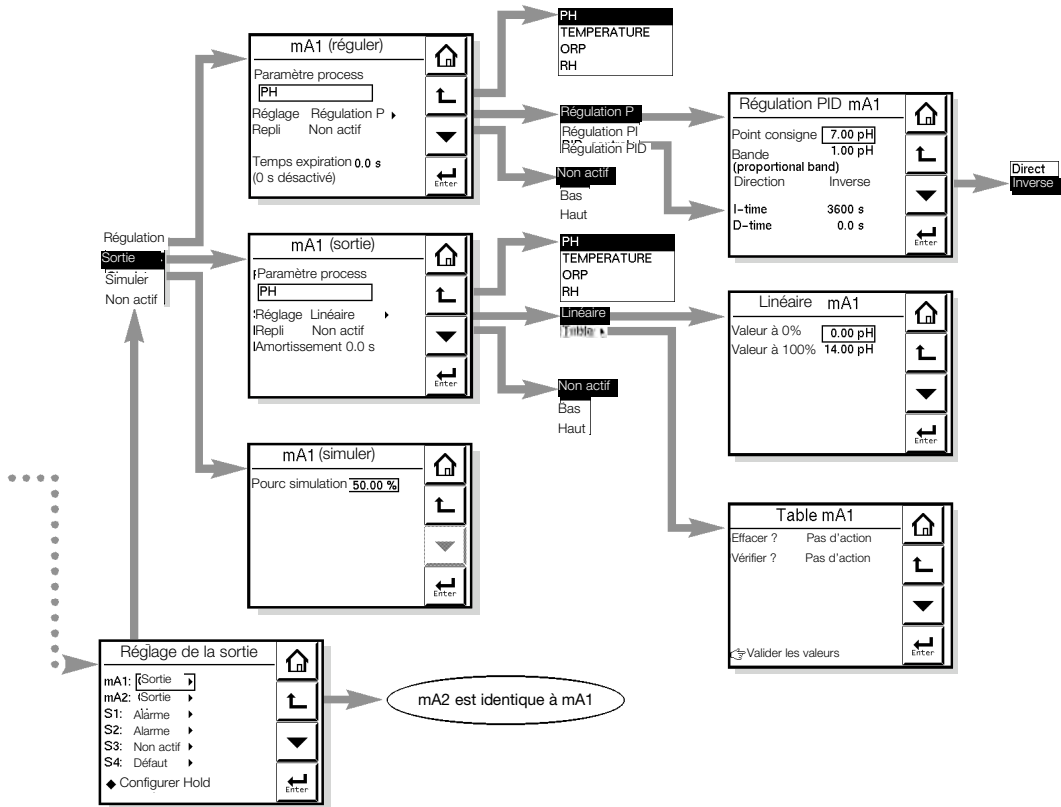 mA1 (réguler)
Paramètre process
PH
Réglage Régulation P
Repli Non actif
Temps expiration 0.0 s
(0 s désactivé)
Enter
PH
TEMPERATURE
ORP
RH
Régulation P
Régulation PI
Régulation PID
Non actif
Bas
Haut
Régulation PID mA1
Point consigne 7.00 pH
Bande 1.00 pH
(proportional band)
Direction Inverse
I-time 3600 s
D-time 0.0 s
Enter
Direct
Inverse
Régulation
Sortie
Simuler
Non actif
mA1 (sortie)
Paramètre process
PH
Réglage Linéaire
Repli Non actif
Amortissement 0.0 s
Enter
PH
TEMPERATURE
ORP
RH
Linéaire
Table
Non actif
Bas
Haut
Linéaire mA1
Valeur à 0% 0.00 pH
Valeur à 100% 14.00 pH
Enter
mA1 (simuler)
Pourc simulation 50.00 %
Enter
Table mA1
Effacer ? Pas d'action
Vérifier ? Pas d'action
Valider les valeurs
Enter
Réglage de la sortie
mA1: Sortie
mA2: Sortie
S1: Alarme
S2: Alarme
S3: Non actif
S4: Défaut
Configurer Hold
Enter
mA2 est identique à mA1